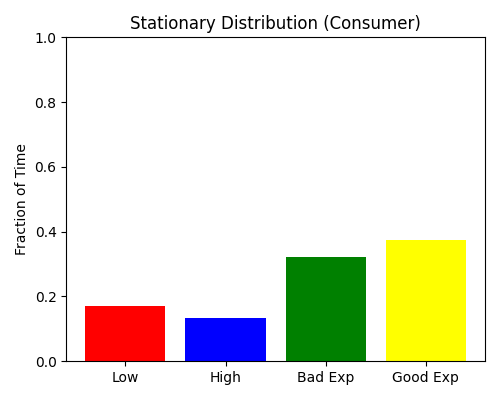 Stationary Distribution (Consumer)
1.0
0.8
0.6
0.4
0.2
0.0
Fraction of Time
Low High Bad Exp Good Exp